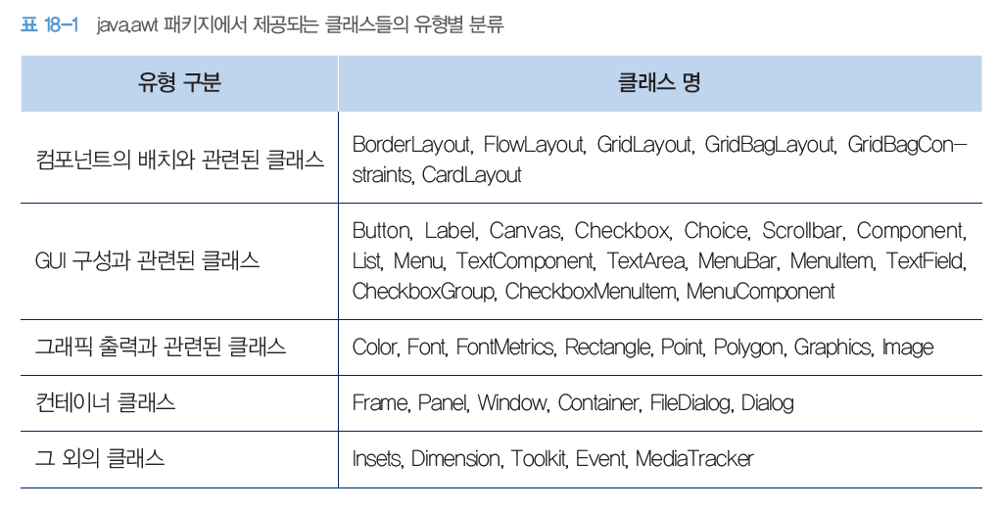 표 18-1 java.awt 패키지에서 제공되는 클래스들의 유형별 분류
유형 구분
클래스 명
컴포넌트의 배치와 관련된 클래스
BorderLayout, FlowLayout, GridLayout, GridBagLayout, GridBagCon-
straints, CardLayout
GUI 구성과 관련된 클래스
Button, Label, Canvas, Checkbox, Choice, Scrollbar, Component,
List, Menu, TextComponent, TextArea, MenuBar, MenuItem, TextField,
CheckboxGroup, CheckboxMenuItem, MenuComponent
그래픽 출력과 관련된 클래스
Color, Font, FontMetrics, Rectangle, Point, Polygon, Graphics, Image
컨테이너 클래스
Frame, Panel, Window, Container, FileDialog, Dialog
그 외의 클래스
Insets, Dimension, Toolkit, Event, MediaTracker